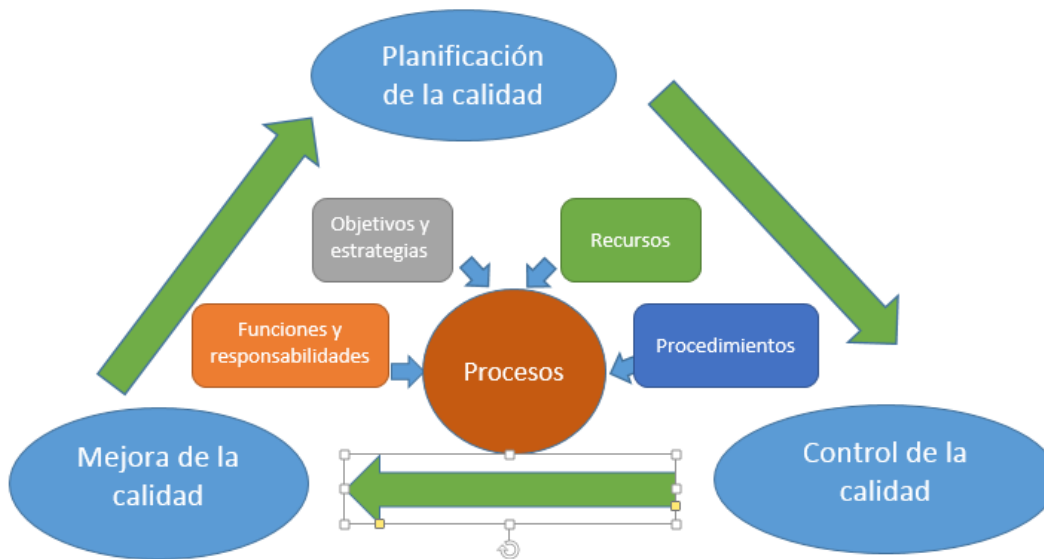 Planificación
de la calidad
Objetivos y
estrategias
Recursos
Funciones y
responsabilidades
Procesos
Procedimientos
Mejora de la
calidad
Control de la
calidad